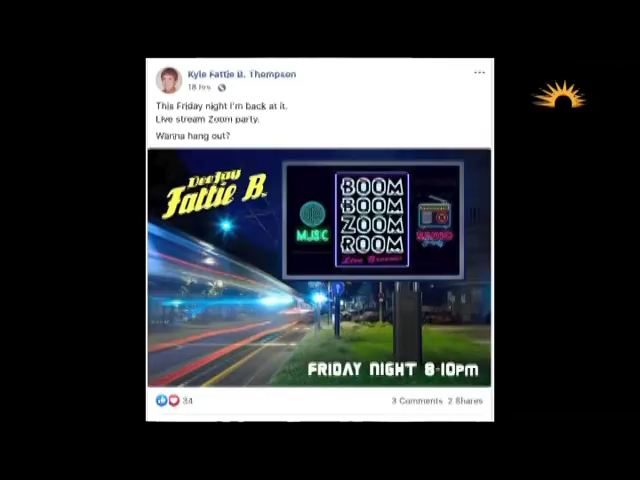 Kyle Fattie B. Thompson
18 hrs
This Friday night I'm back at it.
Live stream Zoom party.
Wanna hang out?
DeeJay
Fattie B.
BOOM
BOOM
ZOOM
ROOM
MUSIC
Live
FRIDAY NIGHT 8-10PM
34
3 Comments 2 Shares